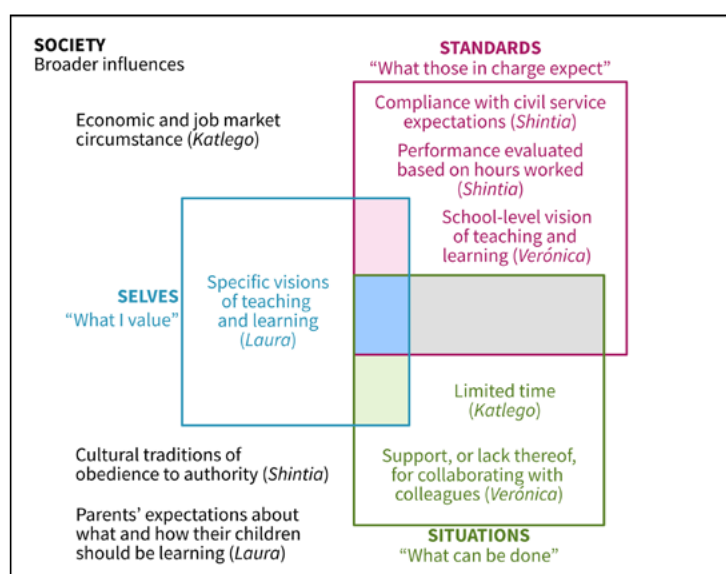 SOCIETY
Broader influences
STANDARDS
“What those in charge expect”
Economic and job market
circumstance (Katlego)
Compliance with civil service
expectations (Shintia)
Performance evaluated
based on hours worked
(Shintia)
School-level vision
of teaching and
learning (Verónica)
SELVES
“What I value”
Specific visions
of teaching
and learning
(Laura)
Limited time
(Katlego)
Support, or lack thereof,
for collaborating with
colleagues (Verónica)
Cultural traditions of
obedience to authority (Shintia)
Parents’ expectations about
what and how their children
should be learning (Laura)
SITUATIONS
“What can be done”